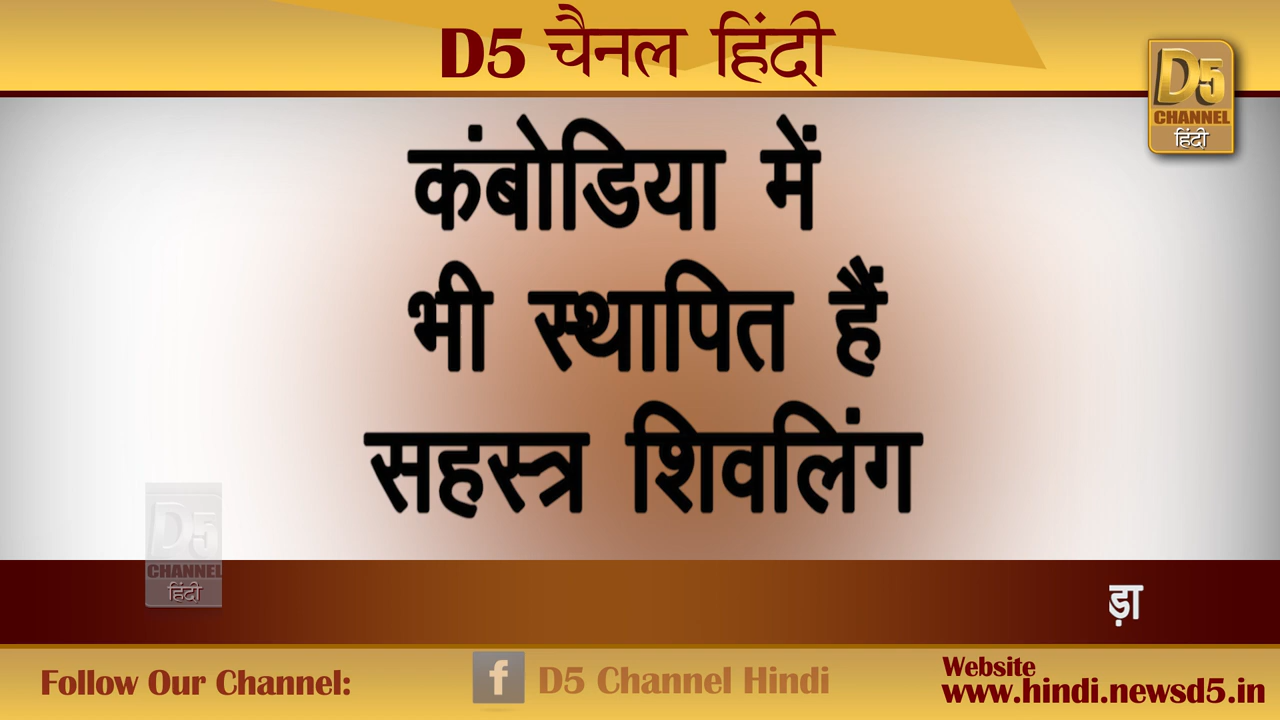 D5 चैनल हिंदी
D5
CHANNEL
हिंदी
कंबोडिया में
भी स्थापित हैं
सहस्त्र शिवलिंग
D5
CHANNEL
हिंदी
ड़ा
Follow Our Channel:
f D5 Channel Hindi
Website
www.hindi.newsd5.in